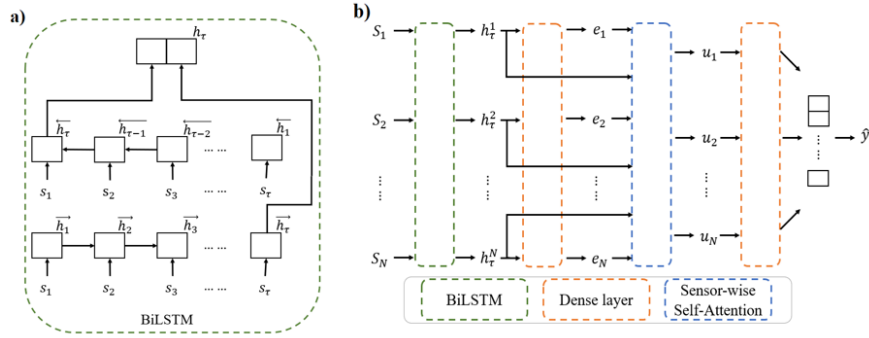 a)
h_τ
←h_τ ←h_{τ−1} ←h_{τ−2} ←h_1
... ...
s_1 s_2 s_3 ... ... s_τ
→h_1 →h_2 →h_3 →h_τ
... ...
s_1 s_2 s_3 ... ... s_τ
BiLSTM
b)
S_1 h_τ^1 e_1
u_1
S_2 h_τ^2 e_2
u_2 ŷ
S_N h_τ^N e_N
u_N
BiLSTM Dense layer Sensor-wise
Self-Attention